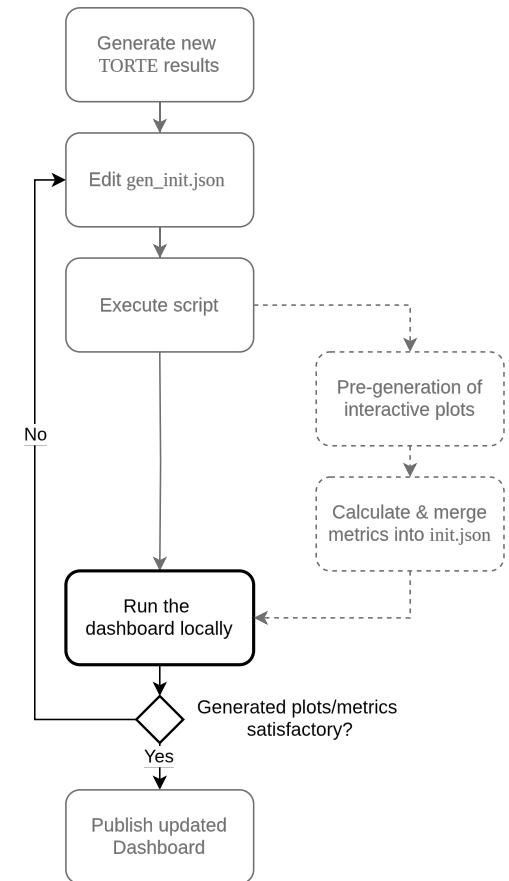 Generate new
TORTE results
Edit gen_init.json
Execute script
Pre-generation of
interactive plots
No
Calculate & merge
metrics into init.json
Run the
dashboard locally
Generated plots/metrics
satisfactory?
Yes
Publish updated
Dashboard